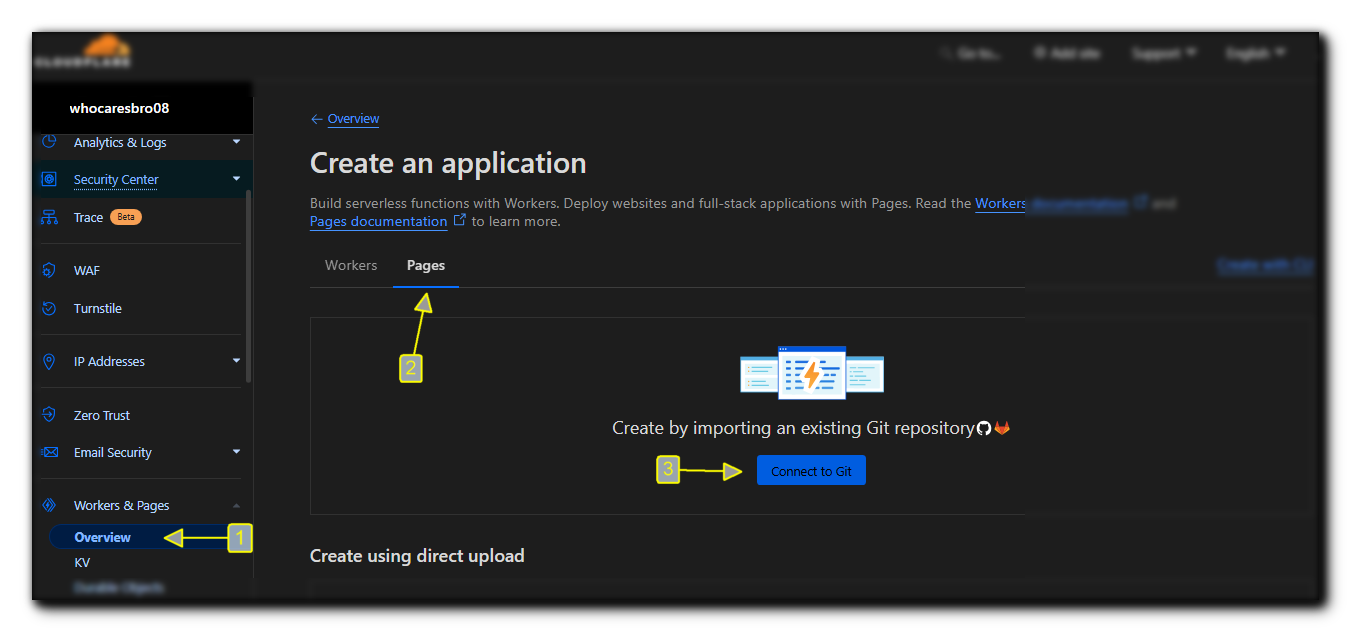 CLOUDFLARE
Go to...
Add site
Support
English
whocaresbro08
Analytics & Logs
Security Center
Trace Beta
WAF
Turnstile
IP Addresses
Zero Trust
Email Security
Workers & Pages
Overview
1
KV
Durable Objects
← Overview
Create an application
Build serverless functions with Workers. Deploy websites and full-stack applications with Pages. Read the Workers documentation and
Pages documentation to learn more.
Workers
Pages
Create with CLI
2
Create by importing an existing Git repository
3
Connect to Git
Create using direct upload